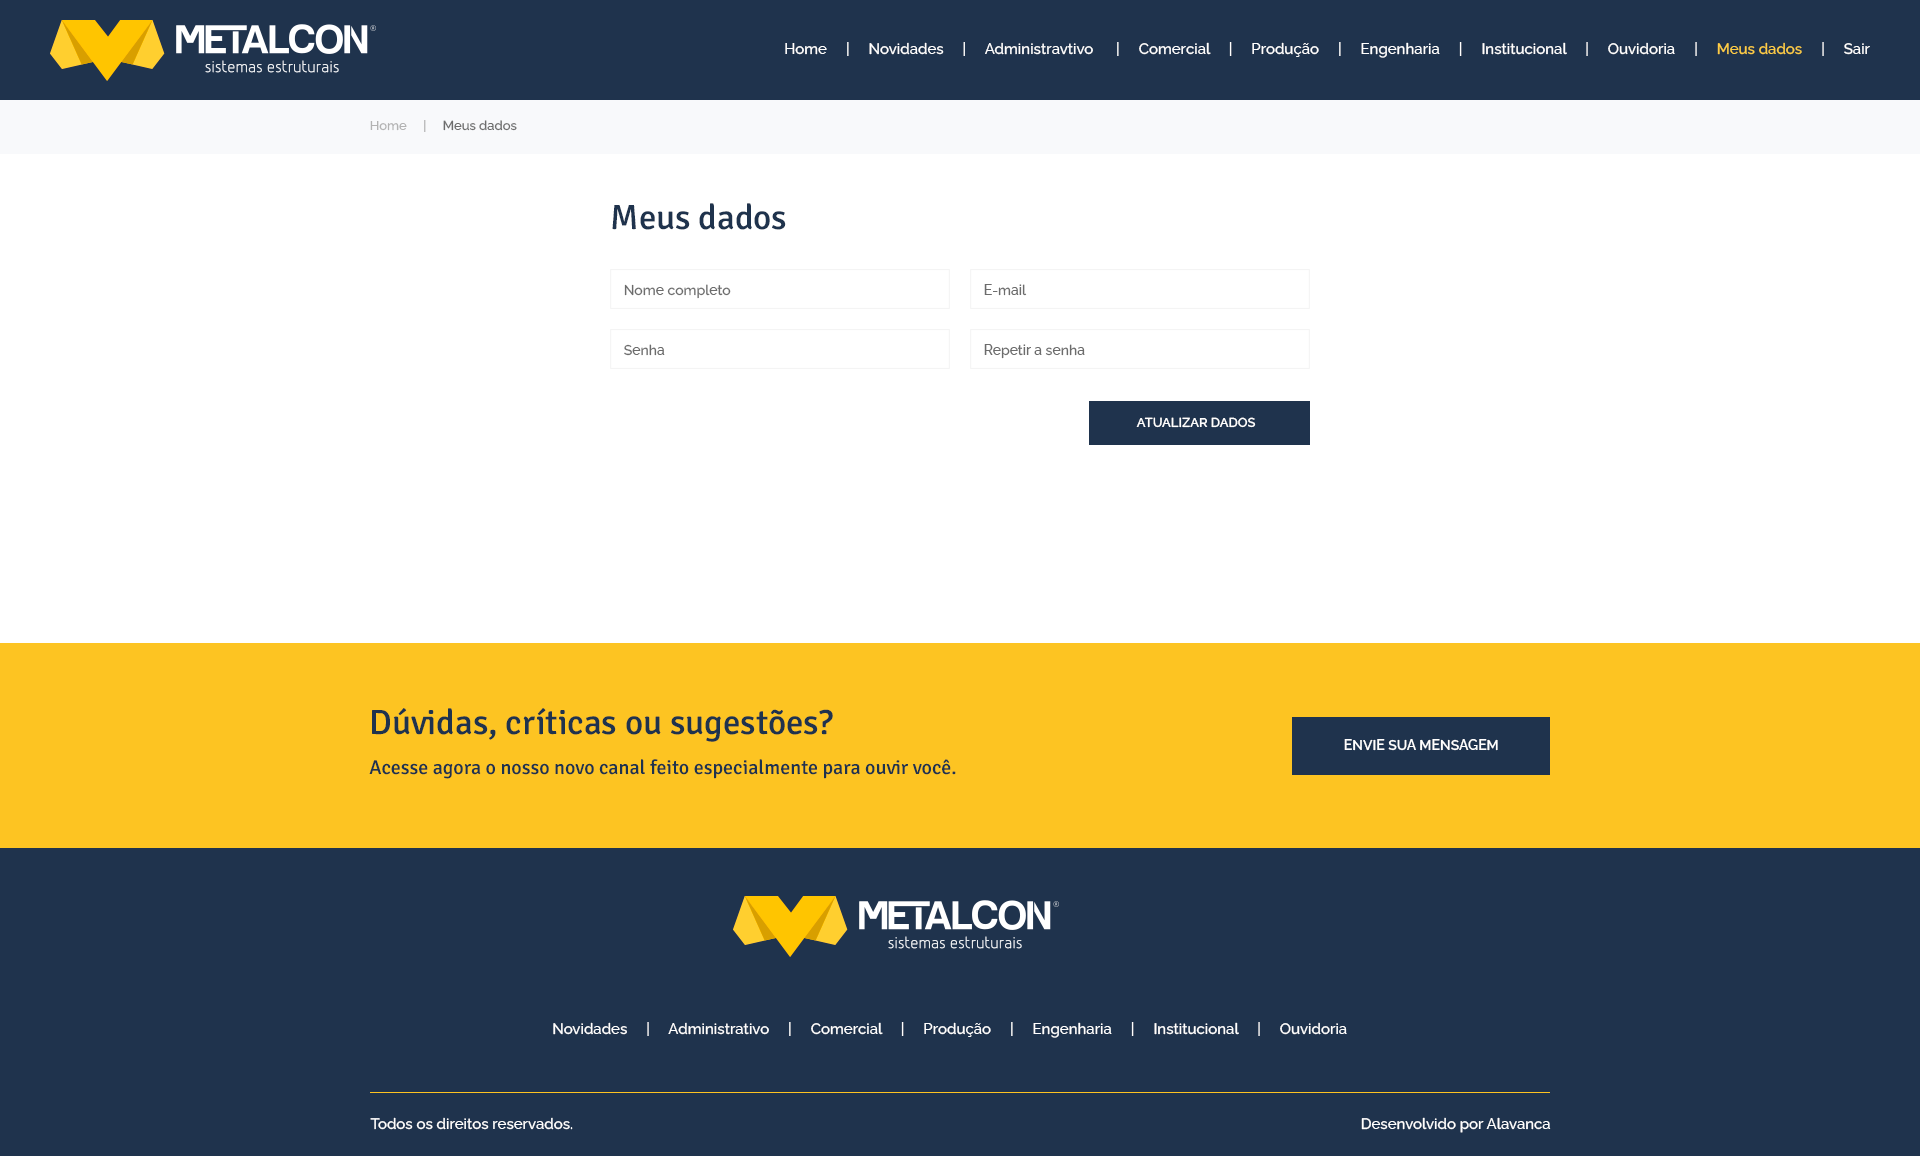 METALCON®
sistemas estruturais
Home | Novidades | Administravtivo | Comercial | Produção | Engenharia | Institucional | Ouvidoria | Meus dados | Sair
Home | Meus dados
Meus dados
Nome completo E-mail
Senha Repetir a senha
ATUALIZAR DADOS
Dúvidas, críticas ou sugestões?
Acesse agora o nosso novo canal feito especialmente para ouvir você.
ENVIE SUA MENSAGEM
METALCON®
sistemas estruturais
Novidades | Administrativo | Comercial | Produção | Engenharia | Institucional | Ouvidoria
Todos os direitos reservados. Desenvolvido por Alavanca